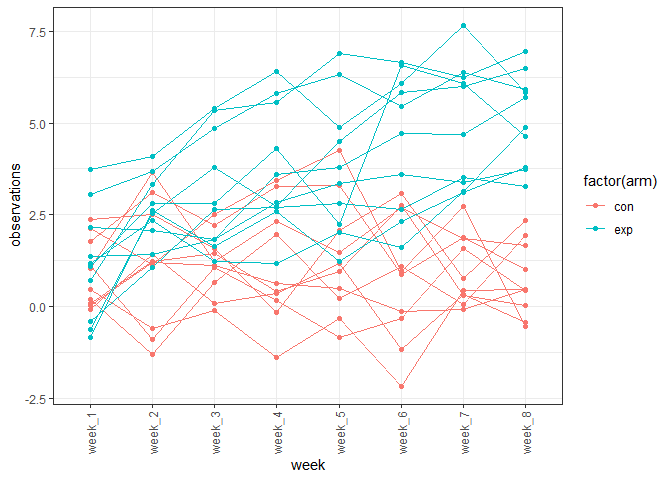 7.5
5.0
2.5
0.0
-2.5
observations
week_1
week_2
week_3
week_4
week_5
week_6
week_7
week_8
week
factor(arm)
con
exp